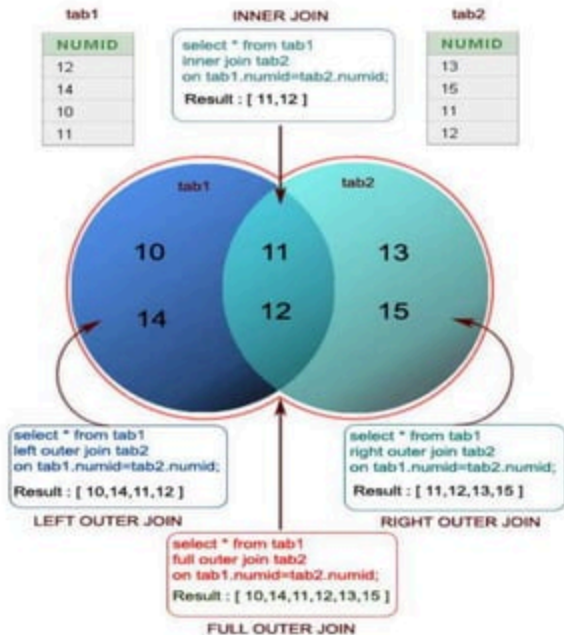 tab1
NUMID
12
14
10
11
INNER JOIN
select * from tab1
inner join tab2
on tab1.numid=tab2.numid;
Result : [ 11,12 ]
tab2
NUMID
13
15
11
12
tab1
tab2
10
11
13
14
12
15
select * from tab1
left outer join tab2
on tab1.numid=tab2.numid;
Result : [ 10,14,11,12 ]
LEFT OUTER JOIN
select * from tab1
right outer join tab2
on tab1.numid=tab2.numid;
Result : [ 11,12,13,15 ]
RIGHT OUTER JOIN
select * from tab1
full outer join tab2
on tab1.numid=tab2.numid;
Result : [ 10,14,11,12,13,15 ]
FULL OUTER JOIN